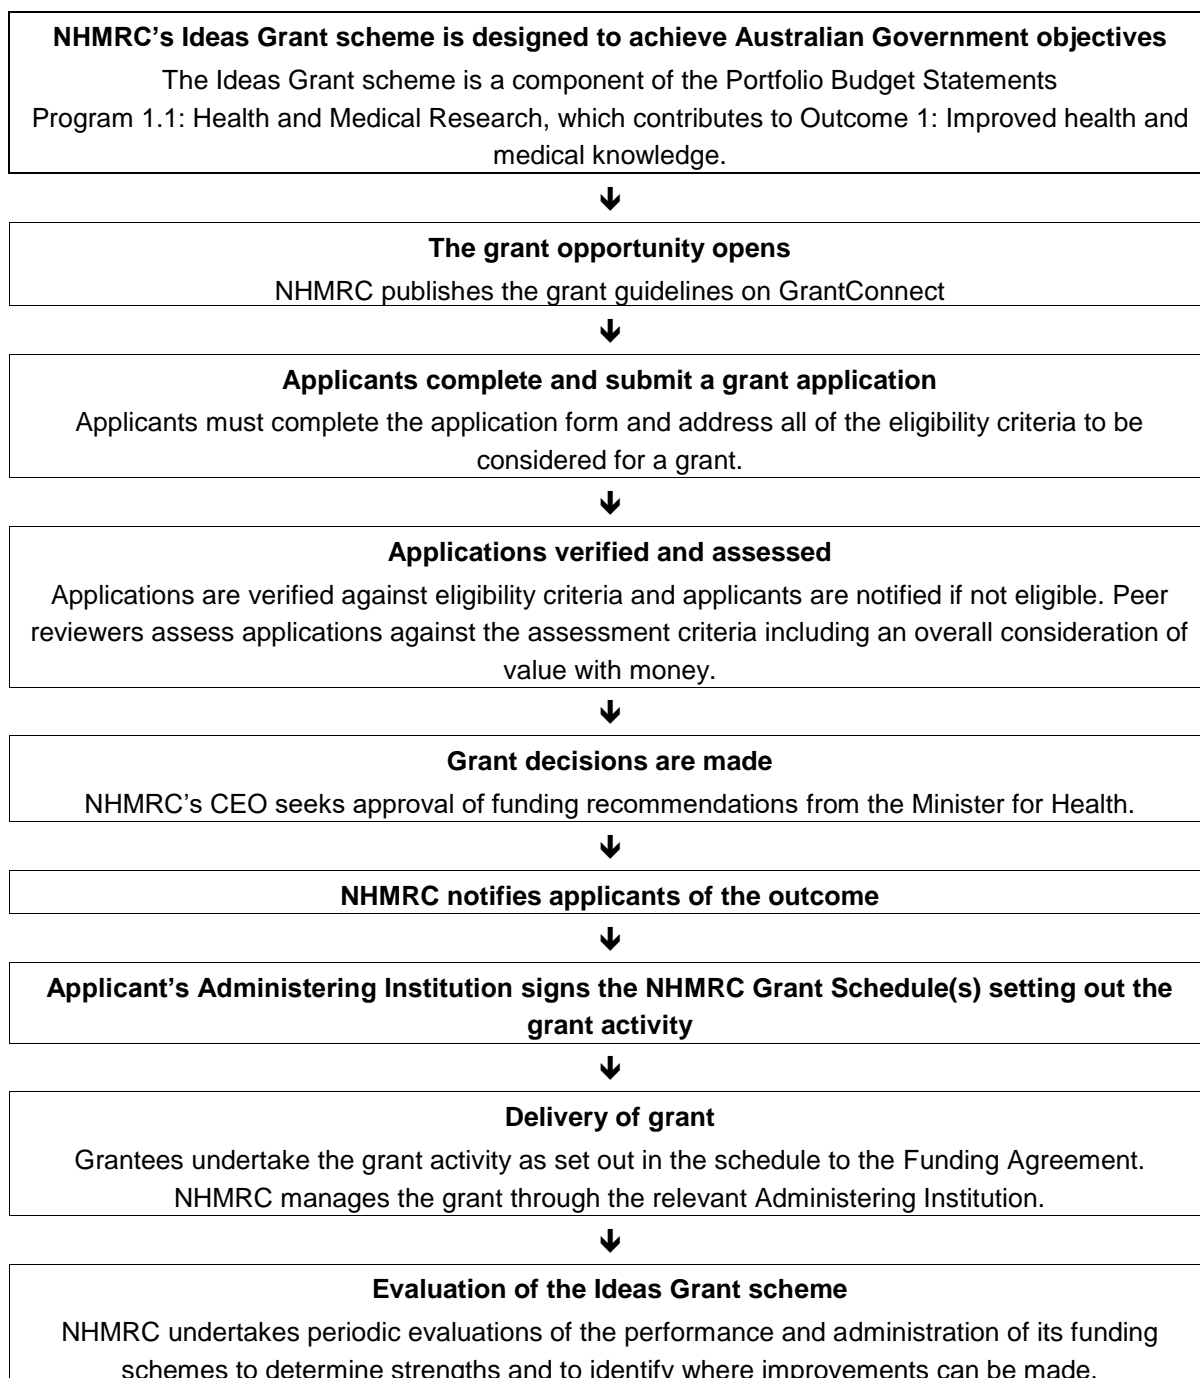 NHMRC's Ideas Grant scheme is designed to achieve Australian Government objectives
The Ideas Grant scheme is a component of the Portfolio Budget Statements
Program 1.1: Health and Medical Research, which contributes to Outcome 1: Improved health and
medical knowledge.
The grant opportunity opens
NHMRC publishes the grant guidelines on GrantConnect
Applicants complete and submit a grant application
Applicants must complete the application form and address all of the eligibility criteria to be
considered for a grant.
Applications verified and assessed
Applications are verified against eligibility criteria and applicants are notified if not eligible. Peer
reviewers assess applications against the assessment criteria including an overall consideration of
value with money.
Grant decisions are made
NHMRC's CEO seeks approval of funding recommendations from the Minister for Health.
NHMRC notifies applicants of the outcome
Applicant's Administering Institution signs the NHMRC Grant Schedule(s) setting out the
grant activity
Delivery of grant
Grantees undertake the grant activity as set out in the schedule to the Funding Agreement.
NHMRC manages the grant through the relevant Administering Institution.
Evaluation of the Ideas Grant scheme
NHMRC undertakes periodic evaluations of the performance and administration of its funding
schemes to determine strengths and to identify where improvements can be made.